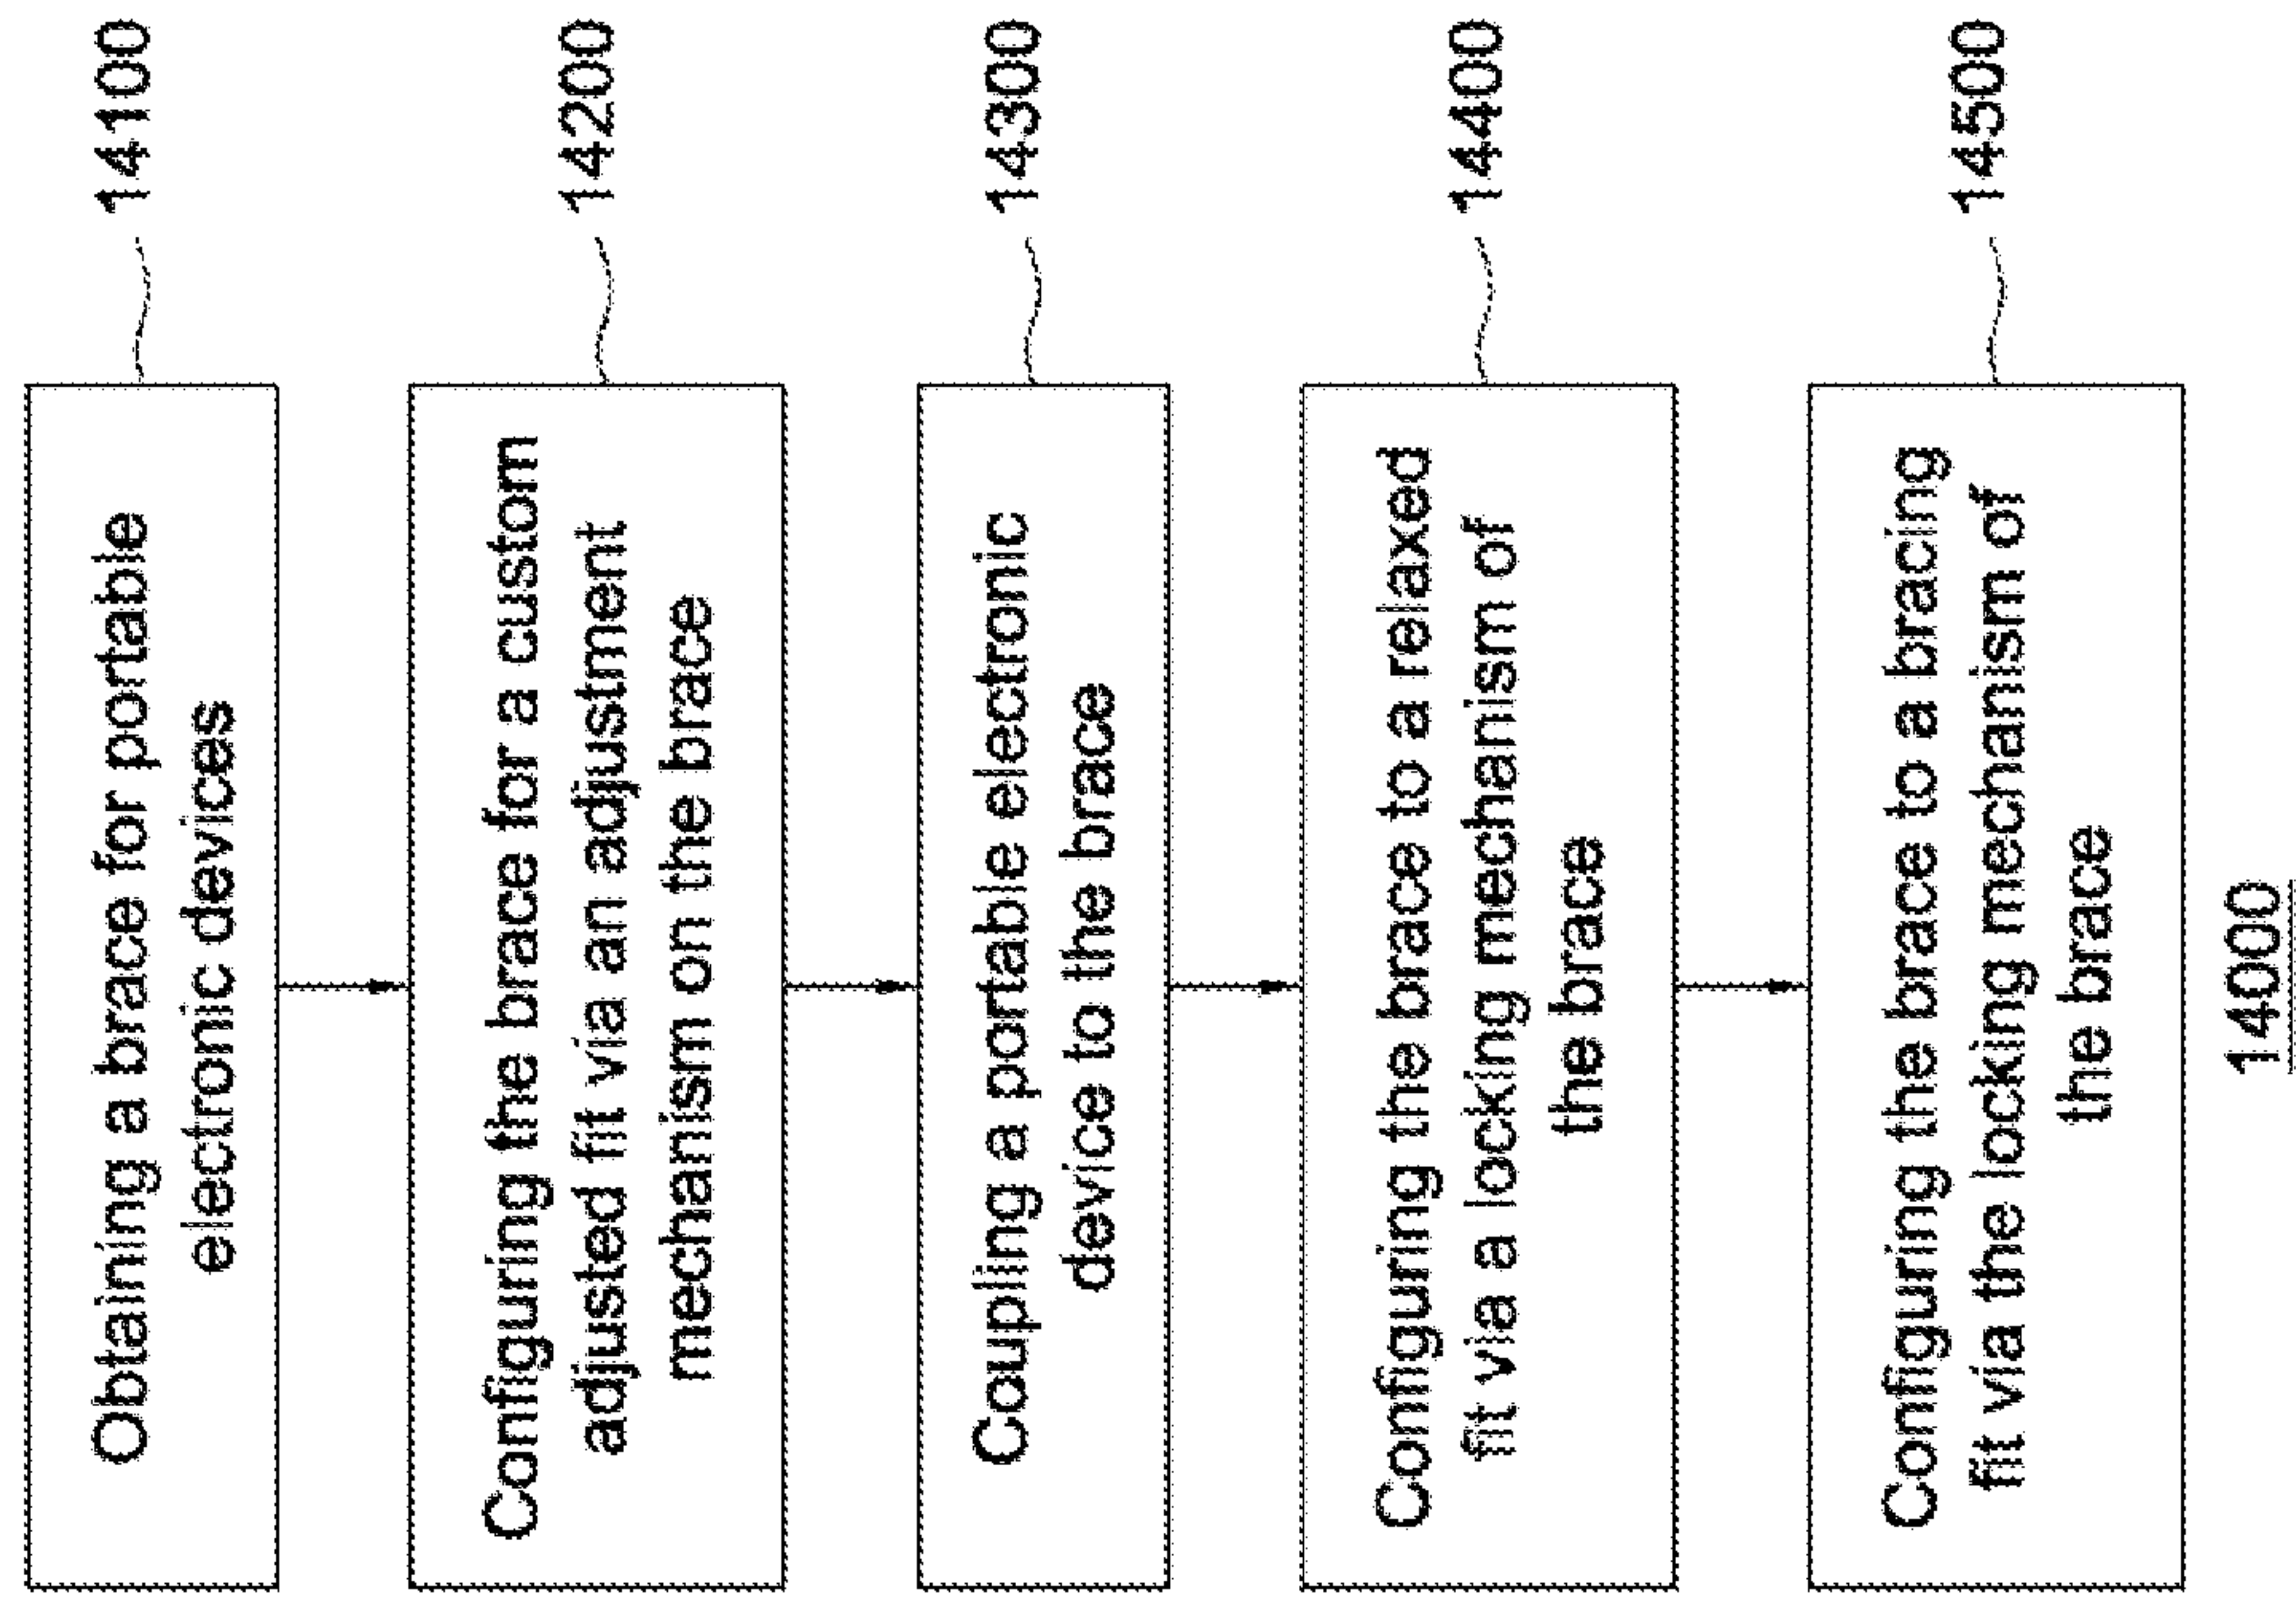 Obtaining a brace for portable
electronic devices
14100
Configuring the brace for a custom
adjusted fit via an adjustment
mechanism on the brace
14200
Coupling a portable electronic
device to the brace
14300
Configuring the brace to a relaxed
fit via a locking mechanism of
the brace
14400
Configuring the brace to a bracing
fit via the locking mechanism of
the brace
14500
14000